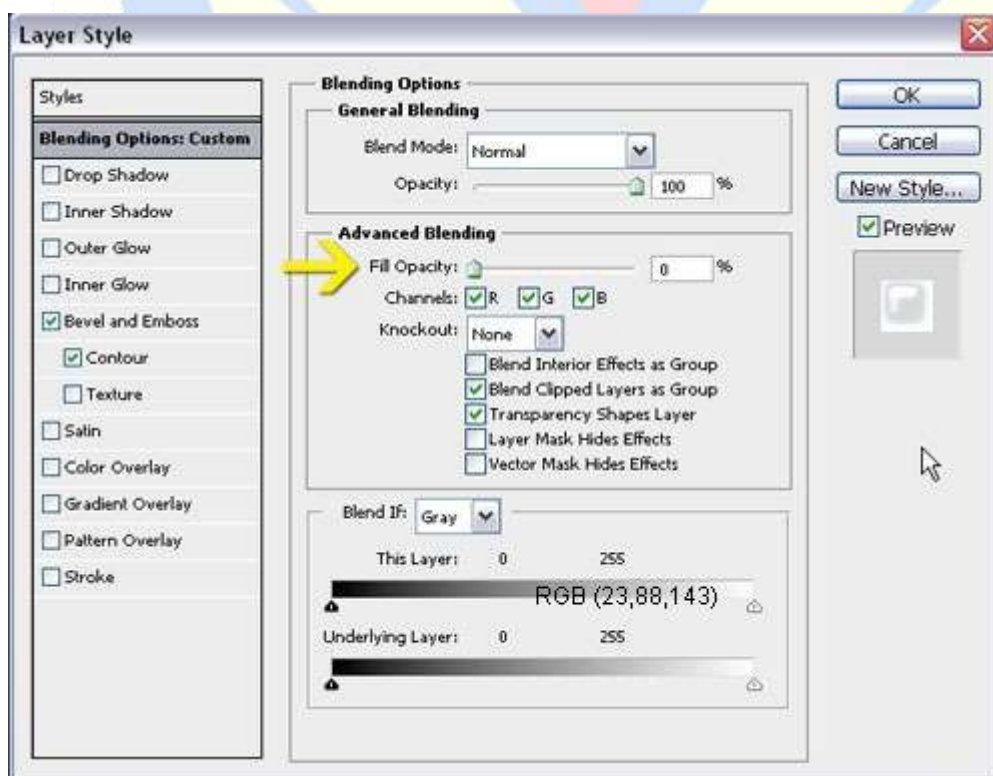 Layer Style
Styles
Blending Options: Custom
Drop Shadow
Inner Shadow
Outer Glow
Inner Glow
Bevel and Emboss
Contour
Texture
Satin
Color Overlay
Gradient Overlay
Pattern Overlay
Stroke
Blending Options
General Blending
Blend Mode: Normal
Opacity: 100 %
Advanced Blending
Fill Opacity: 0 %
Channels: R G B
Knockout: None
Blend Interior Effects as Group
Blend Clipped Layers as Group
Transparency Shapes Layer
Layer Mask Hides Effects
Vector Mask Hides Effects
Blend If: Gray
This Layer: 0 255
RGB (23,88,143)
Underlying Layer: 0 255
OK
Cancel
New Style...
Preview